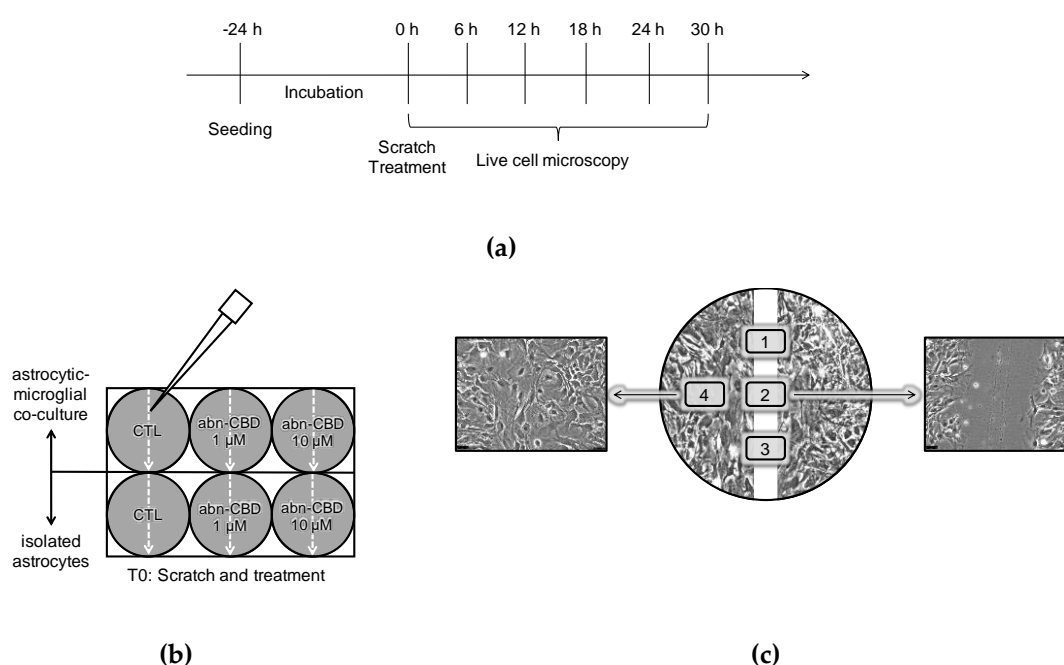 -24 h 0 h 6 h 12 h 18 h 24 h 30 h
Incubation
Seeding
Scratch
Treatment
Live cell microscopy
(a)
astrocytic-
microglial
co-culture
isolated
astrocytes
CTL
abn-CBD
1 µM
abn-CBD
10 µM
CTL
abn-CBD
1 µM
abn-CBD
10 µM
T0: Scratch and treatment
(b)
1
4
2
3
(c)